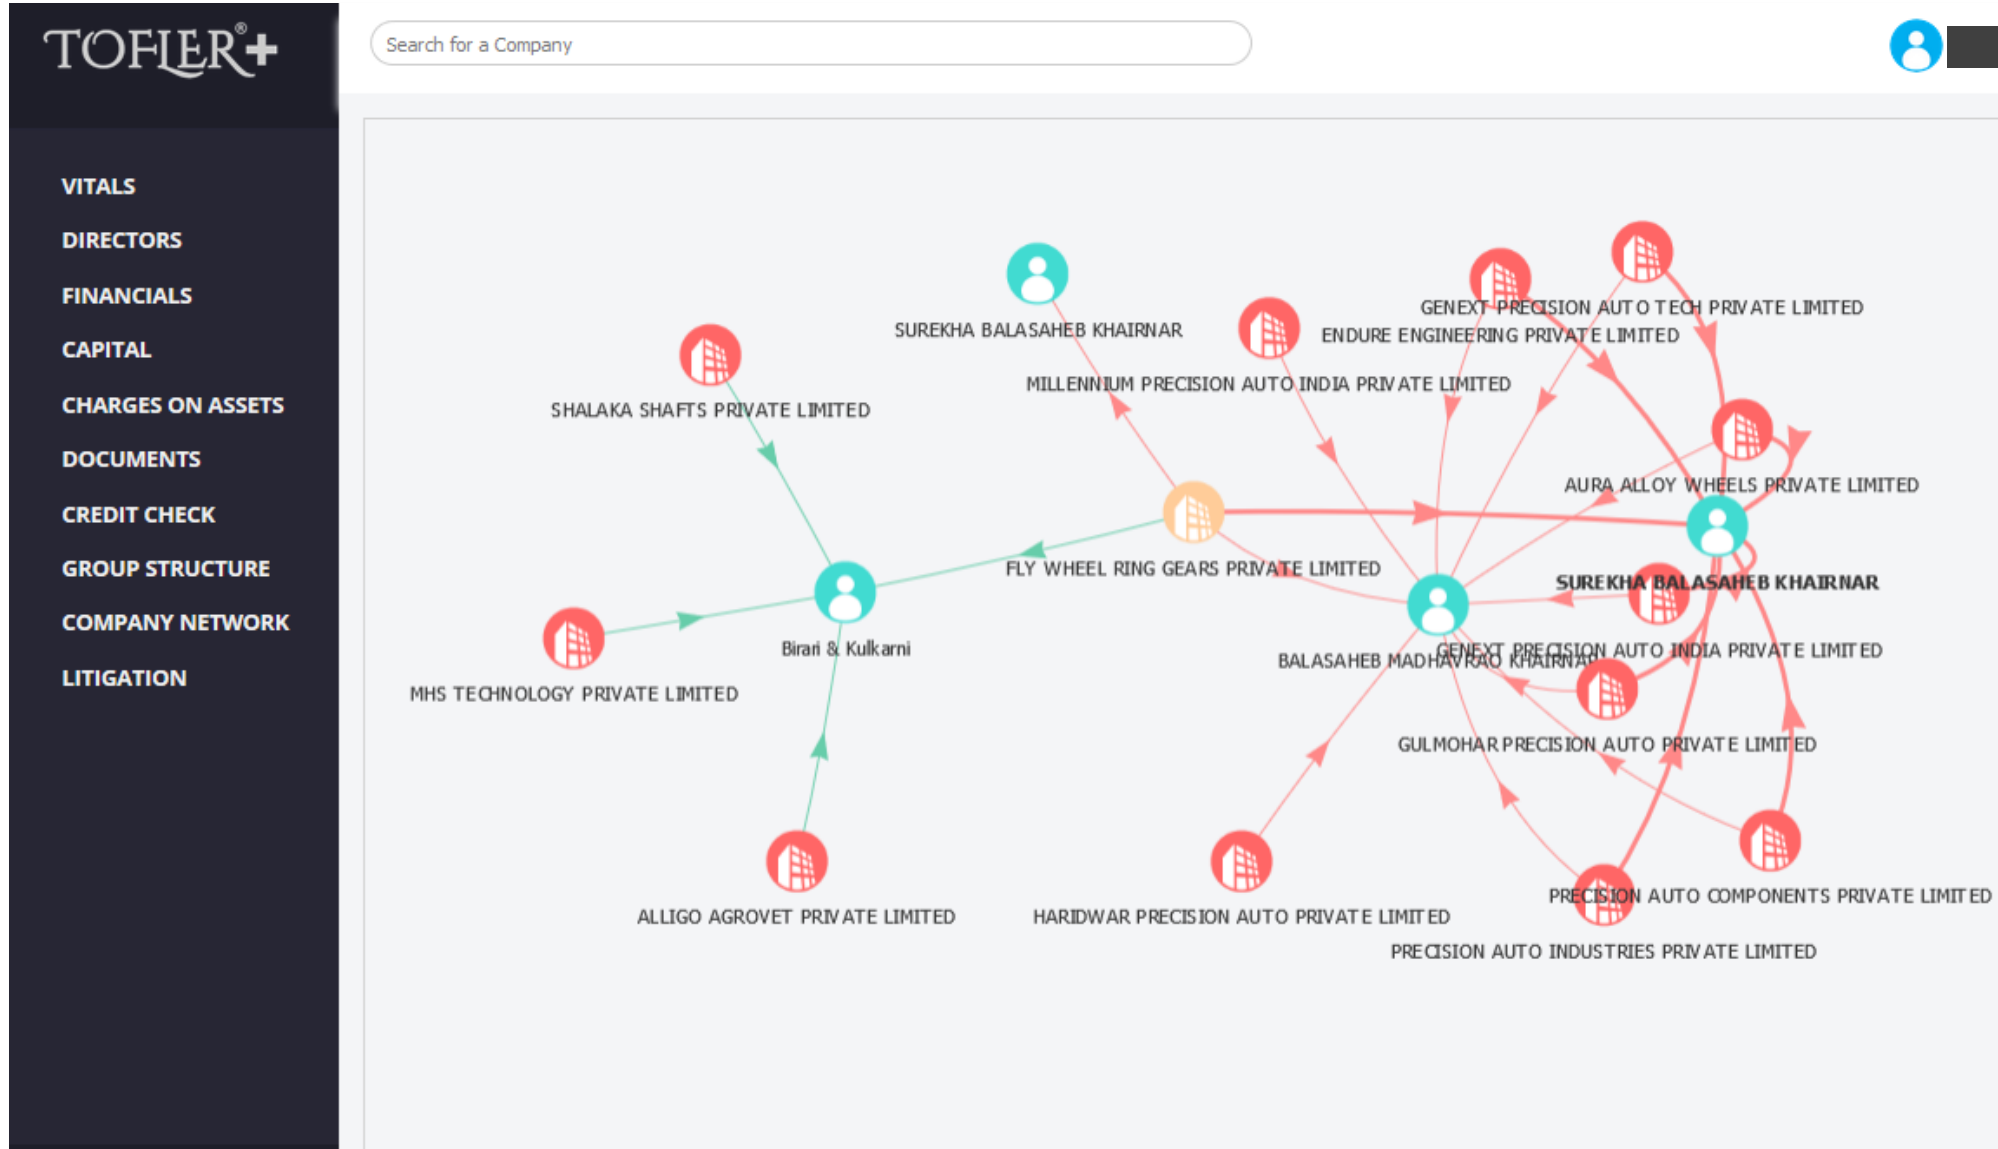 TOFLER®+
Search for a Company
VITALS
DIRECTORS
FINANCIALS
CAPITAL
CHARGES ON ASSETS
DOCUMENTS
CREDIT CHECK
GROUP STRUCTURE
COMPANY NETWORK
LITIGATION
GENEXT PRECISION AUTO TECH PRIVATE LIMITED
SUREKHA BALASAHEB KHAIRNAR
ENDURE ENGINEERING PRIVATE LIMITED
MILLENNIUM PRECISION AUTO INDIA PRIVATE LIMITED
SHALAKA SHAFTS PRIVATE LIMITED
AURA ALLOY WHEELS PRIVATE LIMITED
FLY WHEEL RING GEARS PRIVATE LIMITED
SUREKHA BALASAHEB KHAIRNAR
Birari & Kulkarni
GENEXT PRECISION AUTO INDIA PRIVATE LIMITED
BALASAHEB MADHAVRAO KHAIRNAR
MHS TECHNOLOGY PRIVATE LIMITED
GULMOHAR PRECISION AUTO PRIVATE LIMITED
PRECISION AUTO COMPONENTS PRIVATE LIMITED
ALLIGO AGROVET PRIVATE LIMITED
HARIDWAR PRECISION AUTO PRIVATE LIMITED
PRECISION AUTO INDUSTRIES PRIVATE LIMITED